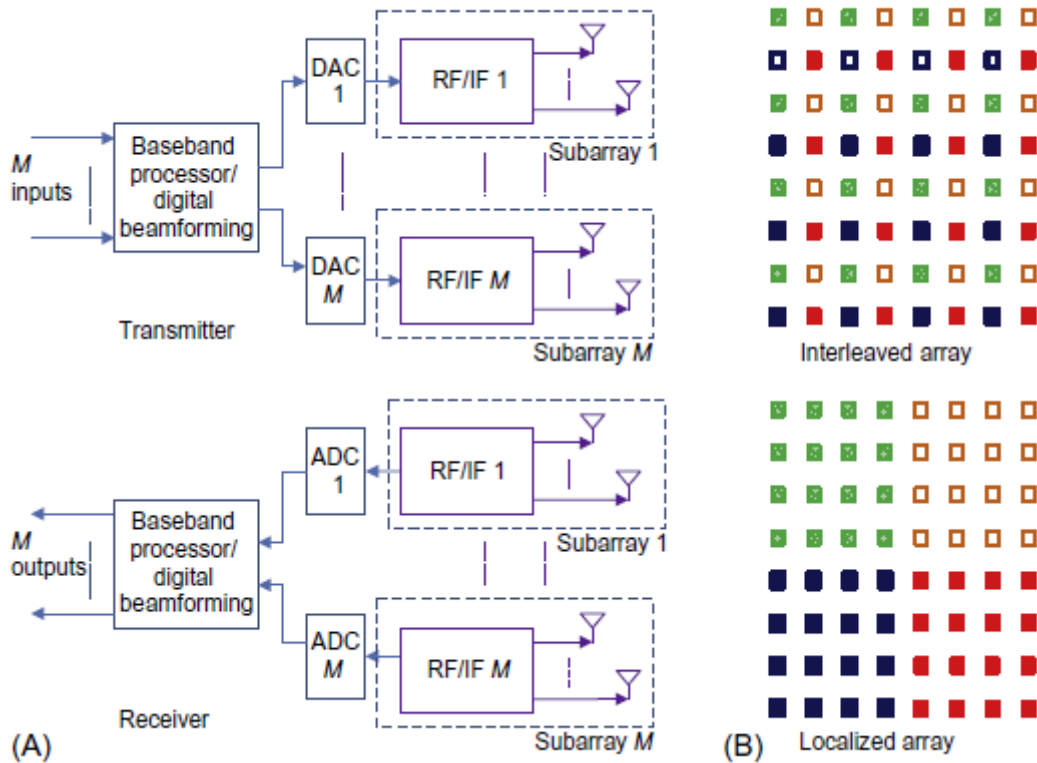 DAC
1
RF/IF 1
Subarray 1
M
inputs
Baseband
processor/
digital
beamforming
DAC
M
RF/IF M
Subarray M
Transmitter
Interleaved array
ADC
1
RF/IF 1
Subarray 1
M
outputs
Baseband
processor/
digital
beamforming
ADC
M
RF/IF M
Subarray M
Receiver
(A)
(B)
Localized array